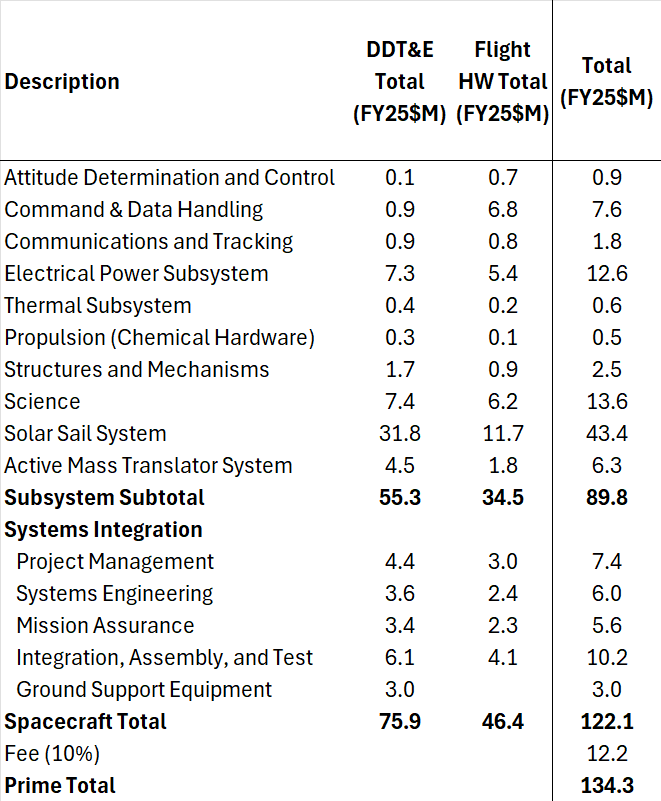 Description DDT&E Total (FY25$M) Flight HW Total (FY25$M) Total (FY25$M)
Attitude Determination and Control 0.1 0.7 0.9
Command & Data Handling 0.9 6.8 7.6
Communications and Tracking 0.9 0.8 1.8
Electrical Power Subsystem 7.3 5.4 12.6
Thermal Subsystem 0.4 0.2 0.6
Propulsion (Chemical Hardware) 0.3 0.1 0.5
Structures and Mechanisms 1.7 0.9 2.5
Science 7.4 6.2 13.6
Solar Sail System 31.8 11.7 43.4
Active Mass Translator System 4.5 1.8 6.3
Subsystem Subtotal 55.3 34.5 89.8
Systems Integration
Project Management 4.4 3.0 7.4
Systems Engineering 3.6 2.4 6.0
Mission Assurance 3.4 2.3 5.6
Integration, Assembly, and Test 6.1 4.1 10.2
Ground Support Equipment 3.0 3.0
Spacecraft Total 75.9 46.4 122.1
Fee (10%) 12.2
Prime Total 134.3